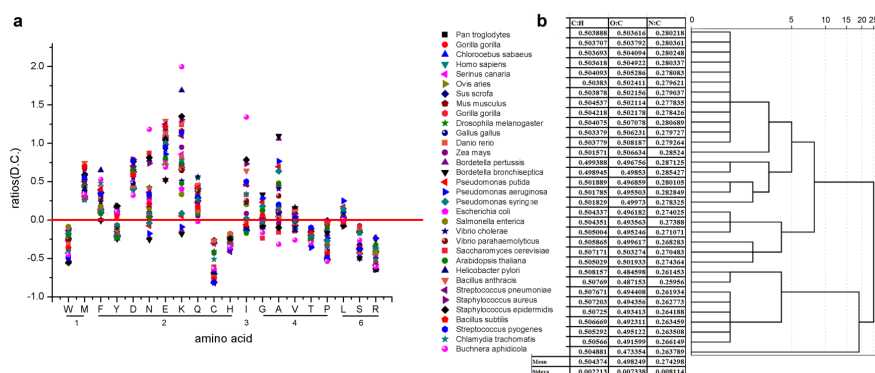 a
ratios(D.C.)
2.0
1.5
1.0
0.5
0.0
-0.5
-1.0
W M F Y D N E K Q C H I G A V T P L S R
1 2 3 4 6
amino acid
Pan troglodytes
Gorilla gorilla
Chlorocebus sabaeus
Homo sapiens
Serinus canaria
Ovis aries
Sus scrofa
Mus musculus
Gorilla gorilla
Drosophila melanogaster
Gallus gallus
Danio rerio
Zea mays
Bordetella pertussis
Bordetella bronchiseptica
Pseudomonas putida
Pseudomonas aeruginosa
Pseudomonas syringae
Escherichia coli
Salmonella enterica
Vibrio cholerae
Vibrio parahaemolyticus
Saccharomyces cerevisiae
Arabidopsis thaliana
Helicobacter pylori
Bacillus anthracis
Streptococcus pneumoniae
Staphylococcus aureus
Staphylococcus epidermidis
Bacillus subtilis
Streptococcus pyogenes
Chlamydia trachomatis
Buchnera aphidicola
b
C:H O:C N:C
0 5 10 15 20 25
0.503888 0.503616 0.280218
0.503707 0.503792 0.280361
0.503693 0.504094 0.280248
0.503618 0.504922 0.280337
0.504093 0.505286 0.278083
0.50383 0.502411 0.279621
0.503878 0.502156 0.279037
0.504537 0.502114 0.277835
0.504218 0.502178 0.278426
0.504075 0.507078 0.280689
0.503379 0.506231 0.279727
0.503779 0.508187 0.279264
0.501571 0.506634 0.28524
0.499388 0.496756 0.287125
0.498945 0.49853 0.285427
0.501889 0.496859 0.280105
0.501785 0.495503 0.282849
0.501829 0.49973 0.278325
0.504337 0.496182 0.274025
0.504351 0.493563 0.27388
0.505004 0.495246 0.271071
0.505865 0.499617 0.268283
0.507171 0.503274 0.270483
0.505029 0.501933 0.274364
0.508157 0.484598 0.261453
0.50769 0.487153 0.25956
0.507671 0.494408 0.261934
0.507203 0.494356 0.262773
0.50725 0.493413 0.264188
0.506669 0.492311 0.263459
0.505292 0.495122 0.263508
0.50566 0.491599 0.266149
0.504881 0.473354 0.263789
Mean 0.504374 0.498249 0.274298
Stdeva 0.002213 0.007338 0.008114